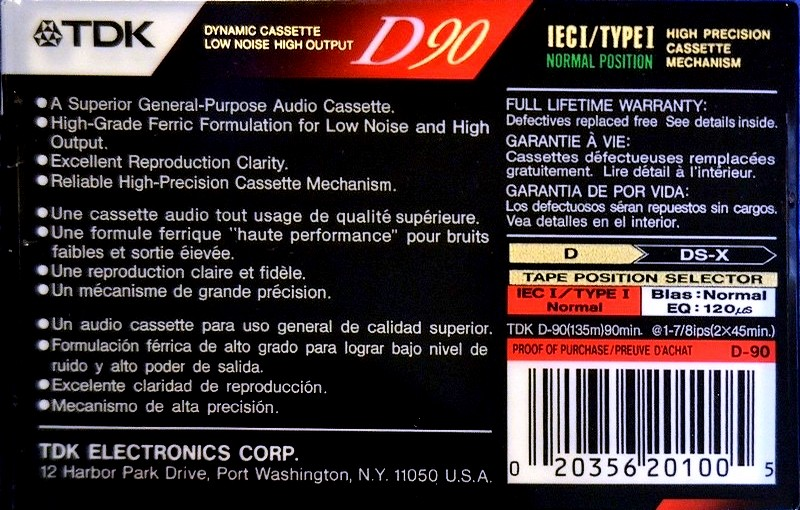 TDK
DYNAMIC CASSETTE
LOW NOISE HIGH OUTPUT
D90
IECI/TYPE I
NORMAL POSITION
HIGH PRECISION
CASSETTE
MECHANISM
●A Superior General-Purpose Audio Cassette.
●High-Grade Ferric Formulation for Low Noise and High
Output.
●Excellent Reproduction Clarity.
●Reliable High-Precision Cassette Mechanism.
●Une cassette audio tout usage de qualité supérieure.
●Une formule ferrique "haute performance" pour bruits
faibles et sortie éievée.
●Une reproduction claire et fidèle.
●Un mécanisme de grande précision.
●Un audio cassette para uso general de calidad superior.
●Formulación férrica de alto grado para lograr bajo nivel de
ruido y alto poder de salida.
●Excelente claridad de reproducción.
●Mecanismo de alta precisión.
TDK ELECTRONICS CORP.
12 Harbor Park Drive, Port Washington, N.Y. 11050 U.S.A.
FULL LIFETIME WARRANTY:
Defectives replaced free See details inside.
GARANTIE À VIE:
Cassettes défectueuses remplacées
gratuitement. Lire détail à l'intérieur.
GARANTIA DE POR VIDA:
Los defectuosos séran repuestos sin cargos.
Vea detalles en el interior.
D DS-X
TAPE POSITION SELECTOR
IEC I/TYPE I
Normal
Bias:Normal
EQ:120μs
TDK D-90(135m)90min. @1-7/8ips(2×45min.)
PROOF OF PURCHASE/PREUVE D'ACHAT D-90
0 20356 20100 5